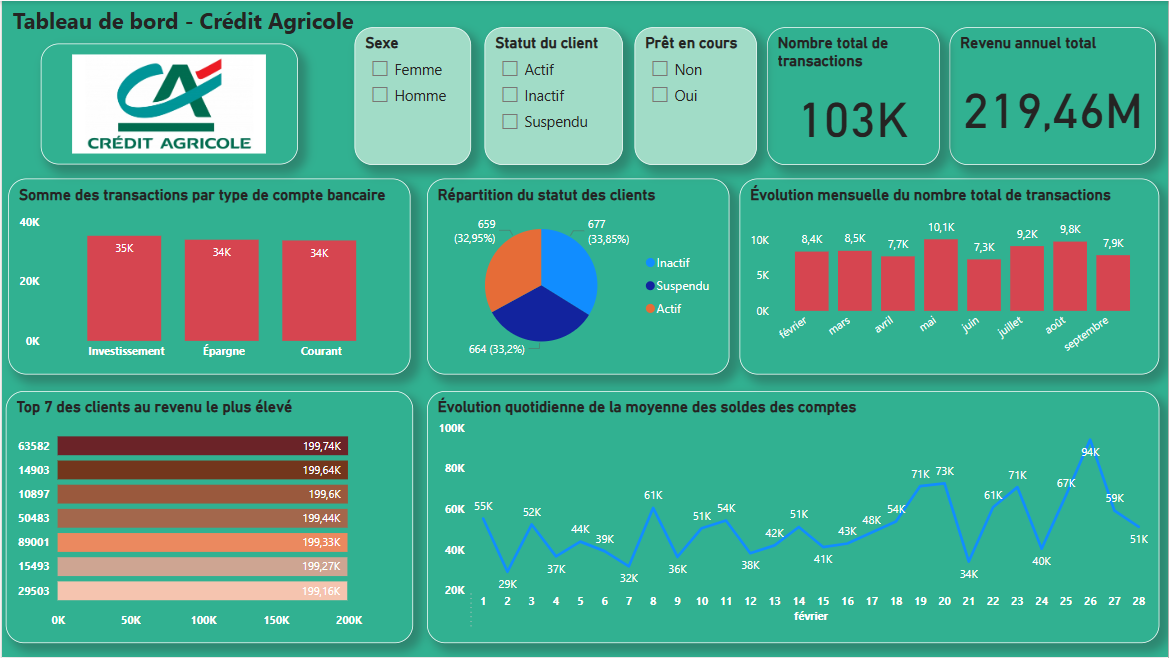 Tableau de bord - Crédit Agricole
CRÉDIT AGRICOLE
Sexe
Femme
Homme
Statut du client
Actif
Inactif
Suspendu
Prêt en cours
Non
Oui
Nombre total de
transactions
103K
Revenu annuel total
219,46M
Somme des transactions par type de compte bancaire
40K
20K
0K
35K
34K
34K
Investissement
Épargne
Courant
Répartition du statut des clients
659
(32,95%)
677
(33,85%)
664 (33,2%)
Inactif
Suspendu
Actif
Évolution mensuelle du nombre total de transactions
10K
5K
0K
8,4K
8,5K
7,7K
10,1K
7,3K
9,2K
9,8K
7,9K
février
mars
avril
mai
juin
juillet
août
septembre
Top 7 des clients au revenu le plus élevé
63582 199,74K
14903 199,64K
10897 199,6K
50483 199,44K
89001 199,33K
15493 199,27K
29503 199,16K
0K 50K 100K 150K 200K
Évolution quotidienne de la moyenne des soldes des comptes
100K
80K
60K
40K
20K
55K
29K
52K
37K
44K
39K
32K
61K
36K
51K
54K
38K
42K
51K
41K
43K
48K
54K
71K
73K
34K
61K
71K
40K
67K
94K
59K
51K
1 2 3 4 5 6 7 8 9 10 11 12 13 14 15 16 17 18 19 20 21 22 23 24 25 26 27 28
février